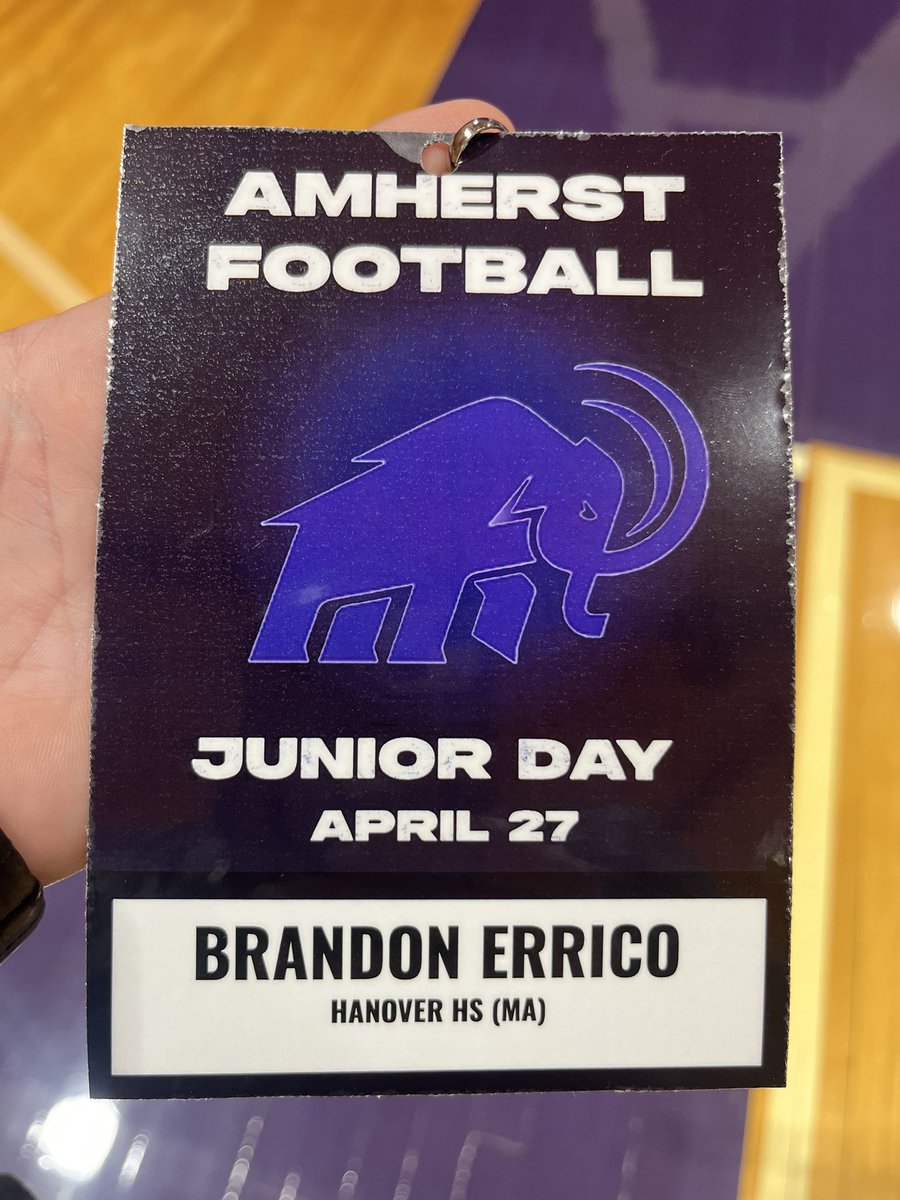 AMHERST
FOOTBALL
JUNIOR DAY
APRIL 27
BRANDON ERRICO
HANOVER HS (MA)